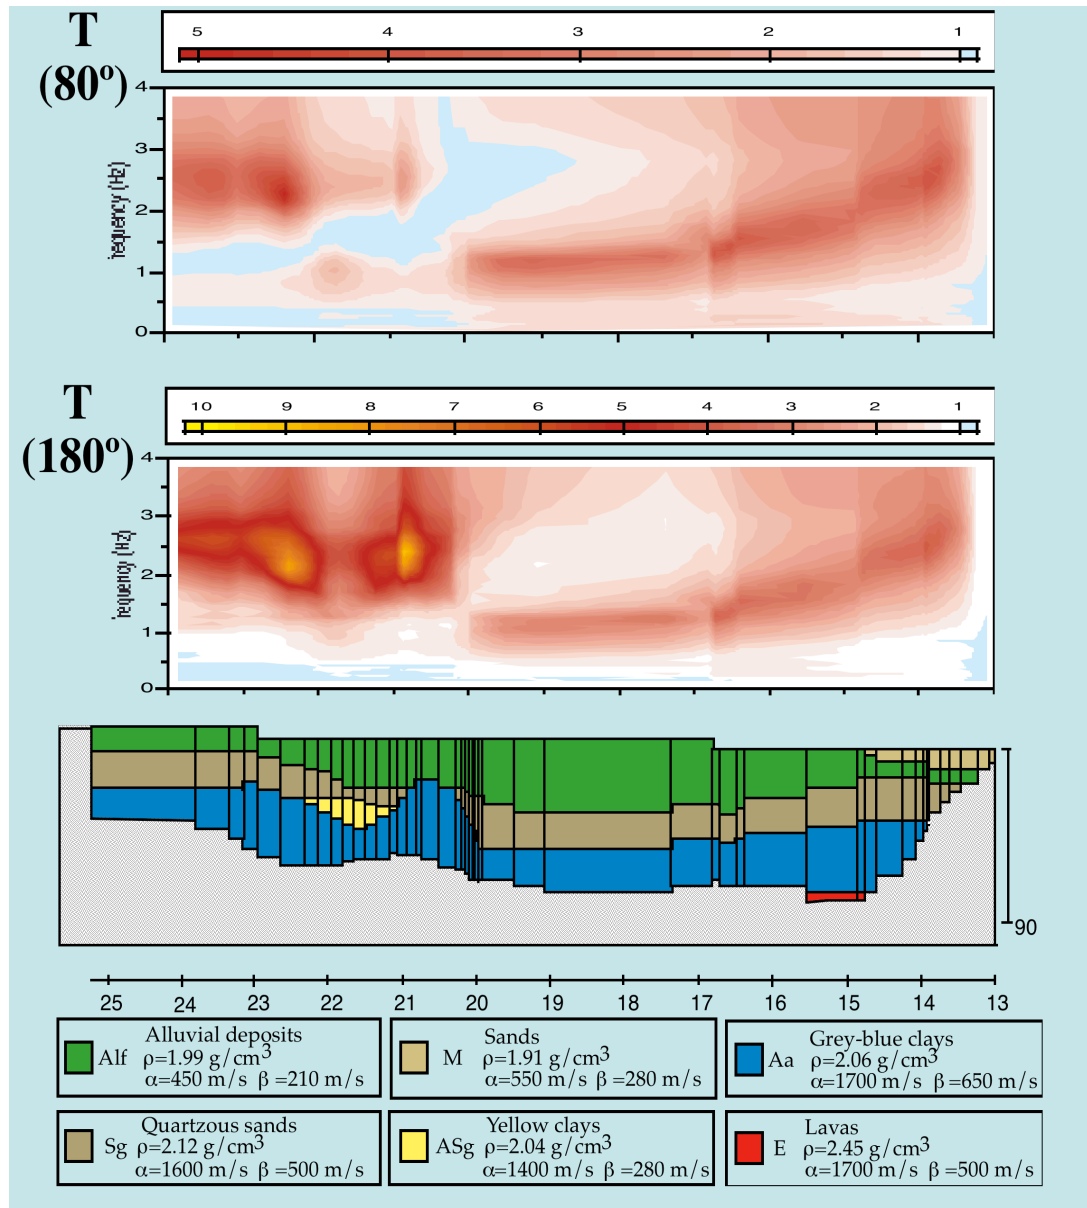 T
(80º)
5 4 3 2 1
4
3
2
1
0
T
(180º)
10 9 8 7 6 5 4 3 2 1
4
3
2
1
0
90
25 24 23 22 21 20 19 18 17 16 15 14 13
Alluvial deposits
Alf ρ=1.99 g/cm3
α=450 m/s β =210 m/s
Sands
M ρ=1.91 g/cm3
α=550 m/s β =280 m/s
Grey-blue clays
Aa ρ=2.06 g/cm3
α=1700 m/s β =650 m/s
Quartzous sands
Sg ρ=2.12 g/cm3
α=1600 m/s β =500 m/s
Yellow clays
ASg ρ=2.04 g/cm3
α=1400 m/s β =280 m/s
Lavas
E ρ=2.45 g/cm3
α=1700 m/s β =500 m/s